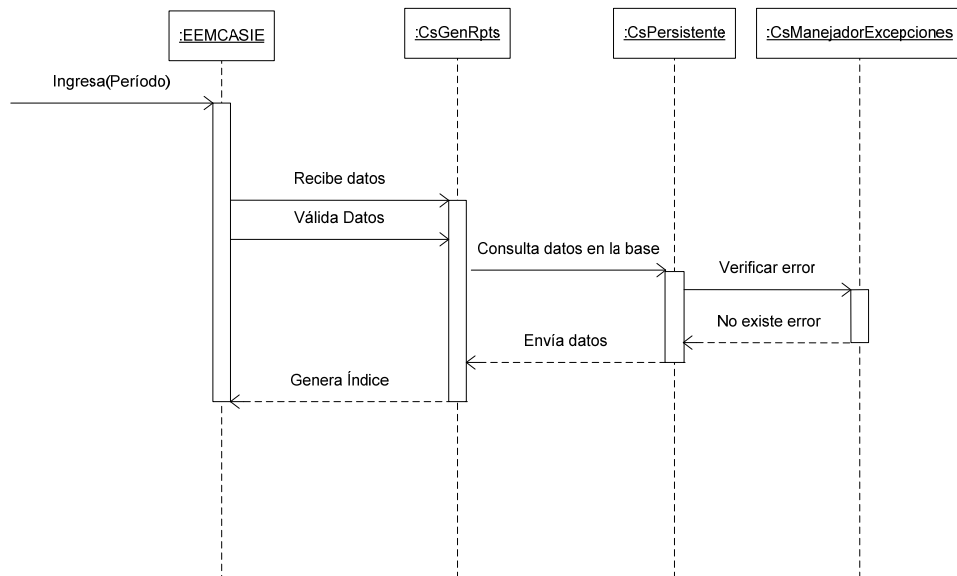 :EEMCASIE
:CsGenRpts
:CsPersistente
:CsManejadorExcepciones
Ingresa(Período)
Recibe datos
Válida Datos
Consulta datos en la base
Verificar error
No existe error
Envía datos
Genera Índice